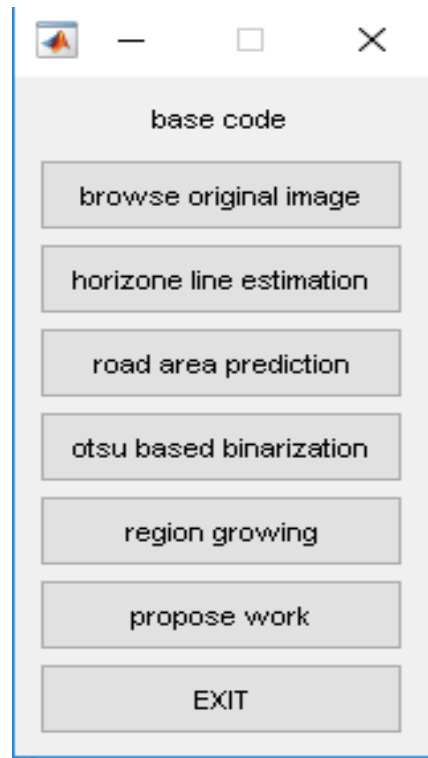 base code
browse original image
horizone line estimation
road area prediction
otsu based binarization
region growing
propose work
EXIT